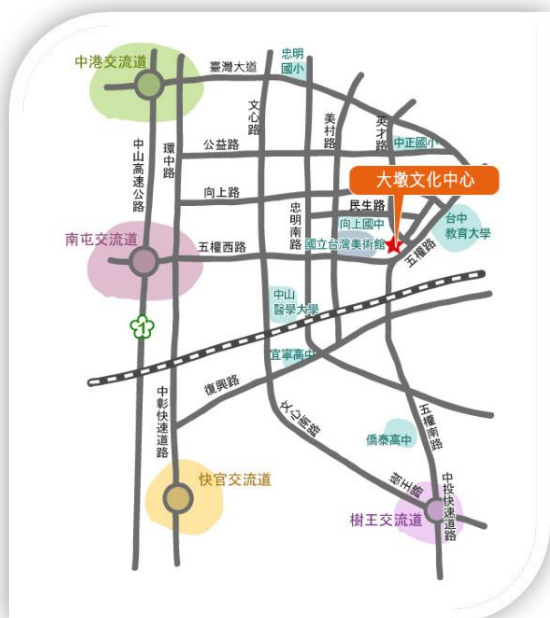 中港交流道
臺灣大道
忠明
國小
文心路
美村路
英才路
中正國小
公益路
中山高速公路
環中路
大墩文化中心
向上路
民生路
忠明南路
向上國中
台中
教育大學
南屯交流道
五權西路
國立台灣美術館
五權路
中山
醫學大學
1
宜寧高中
復興路
中彰快速道路
文心南路
五權南路
僑泰高中
快官交流道
樹王路
中投快速道路
樹王交流道